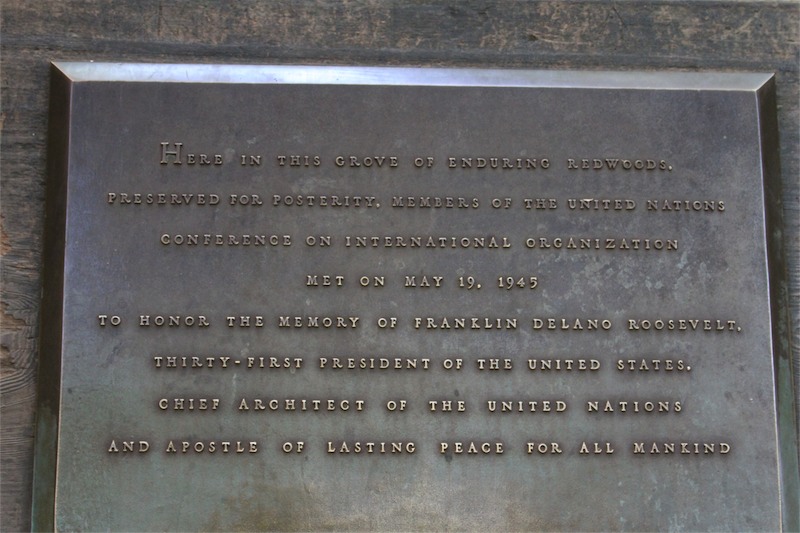 HERE IN THIS GROVE OF ENDURING REDWOODS,
PRESERVED FOR POSTERITY, MEMBERS OF THE UNITED NATIONS
CONFERENCE ON INTERNATIONAL ORGANIZATION
MET ON MAY 19, 1945
TO HONOR THE MEMORY OF FRANKLIN DELANO ROOSEVELT,
THIRTY-FIRST PRESIDENT OF THE UNITED STATES,
CHIEF ARCHITECT OF THE UNITED NATIONS
AND APOSTLE OF LASTING PEACE FOR ALL MANKIND